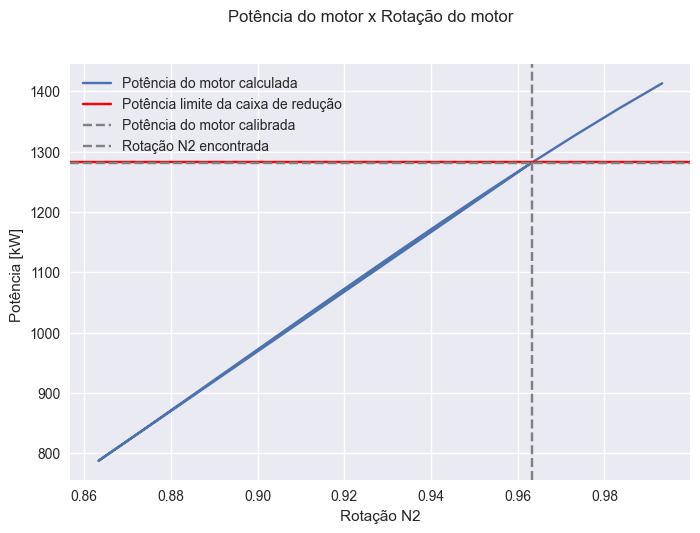 Potência do motor x Rotação do motor
Potência do motor calculada
Potência limite da caixa de redução
Potência do motor calibrada
Rotação N2 encontrada
Potência [kW]
1400
1300
1200
1100
1000
900
800
0.86 0.88 0.90 0.92 0.94 0.96 0.98
Rotação N2